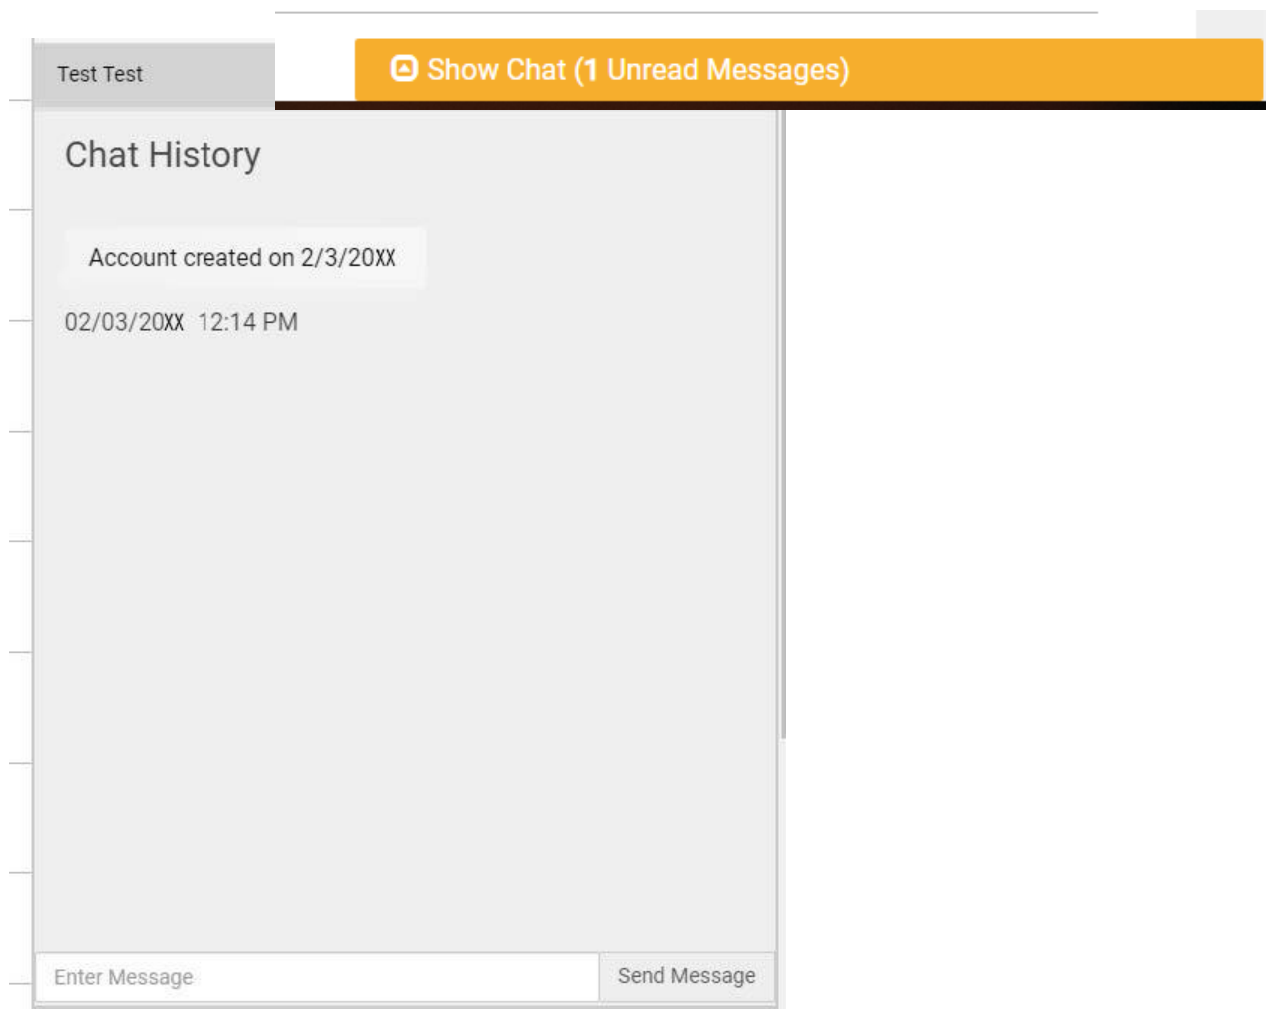 Test Test
Show Chat (1 Unread Messages)
Chat History
Account created on 2/3/20XX
02/03/20XX 12:14 PM
Enter Message
Send Message